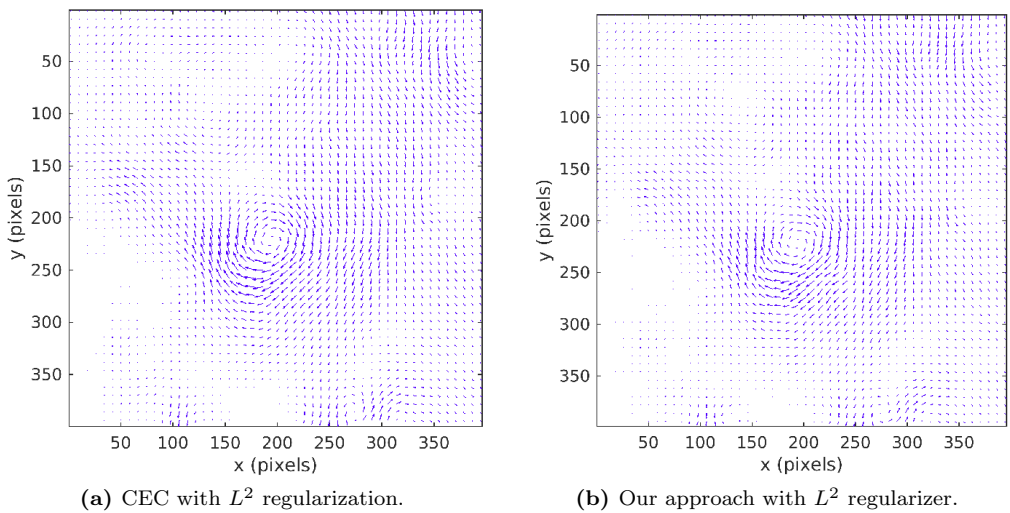 50
100
150
200
250
300
350
y (pixels)
50 100 150 200 250 300 350
x (pixels)
(a) CEC with L² regularization.
50
100
150
200
250
300
350
y (pixels)
50 100 150 200 250 300 350
x (pixels)
(b) Our approach with L² regularizer.